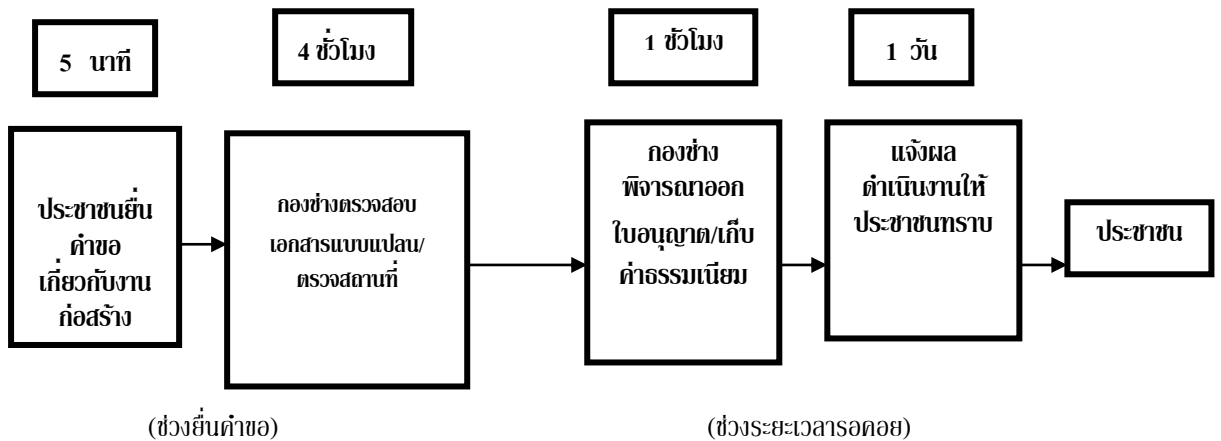 5 นาที
4 ชั่วโมง
1 ชั่วโมง
1 วัน
ประชาชนยื่น
คำขอ
เกี่ยวกับงาน
ก่อสร้าง
กองช่างตรวจสอบ
เอกสารแบบแปลน/
ตรวจสถานที่
กองช่าง
พิจารณาออก
ใบอนุญาต/เก็บ
ค่าธรรมเนียม
แจ้งผล
ดำเนินงานให้
ประชาชนทราบ
ประชาชน
(ช่วงยื่นคำขอ)
(ช่วงระยะเวลารอคอย)